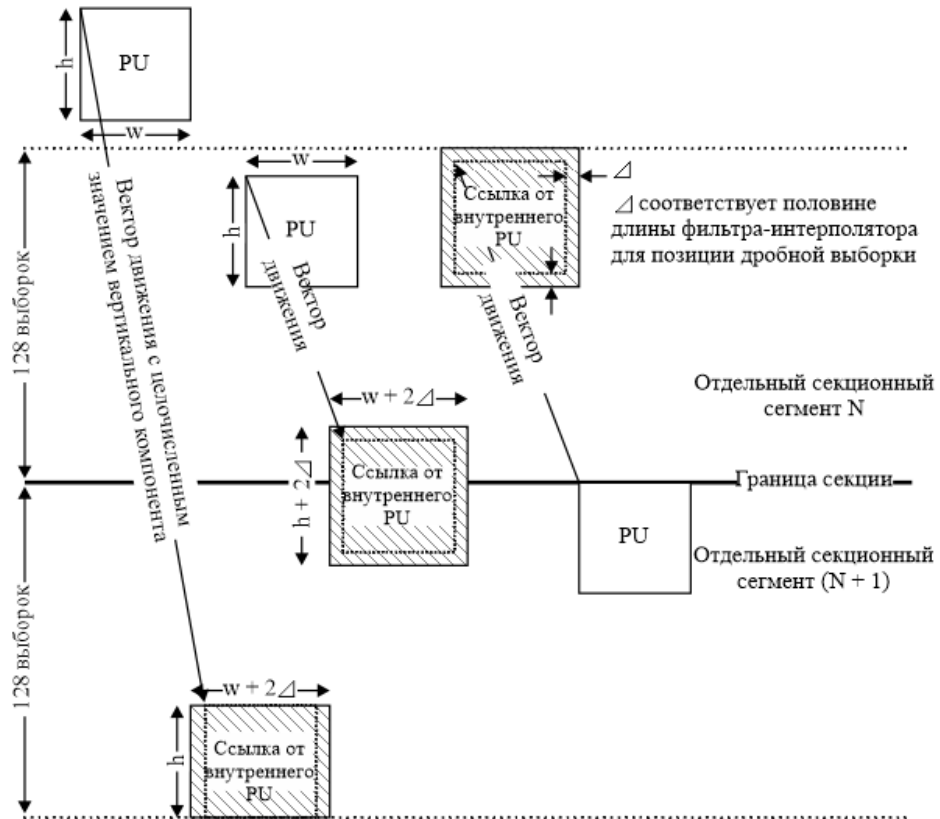 PU
h
w
Вектор движения с целочисленным
значением вертикального компонента
128 выборок
w
h
PU
Вектор
движения
Ссылка от
внутреннего
PU
⊿
⊿ соответствует половине
длины фильтра-интерполятора
для позиции дробной выборки
Вектор
движения
Отдельный секционный
сегмент N
w + 2⊿
h + 2⊿
Ссылка от
внутреннего
PU
Граница секции
PU
Отдельный секционный
сегмент (N + 1)
128 выборок
w + 2⊿
h
Ссылка от
внутреннего
PU